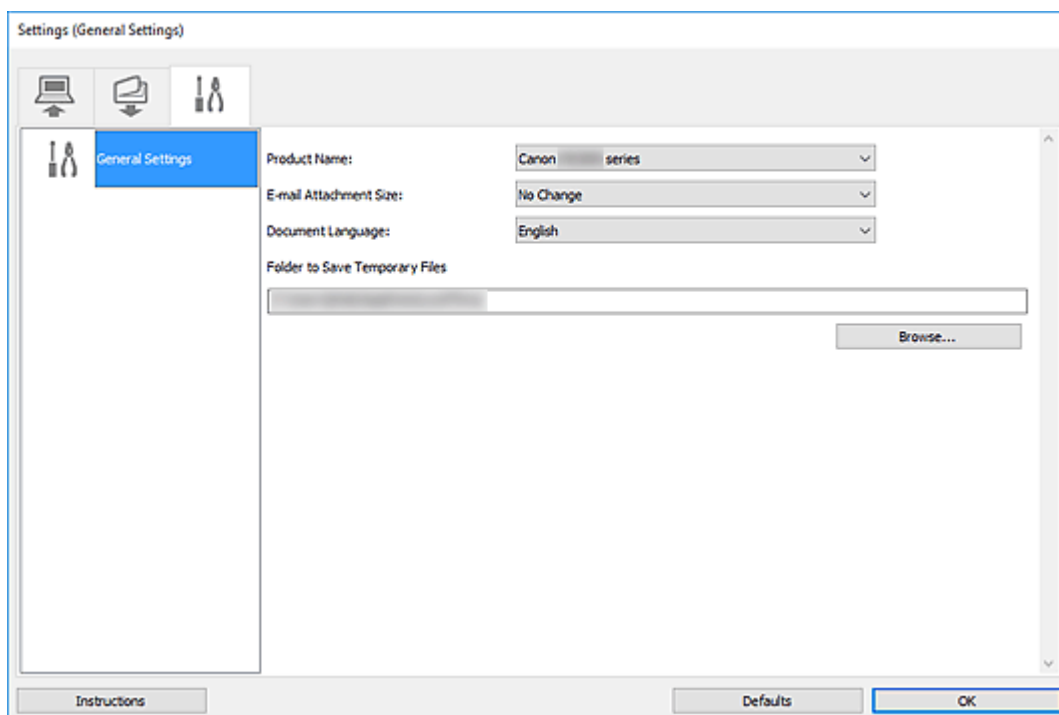 Settings (General Settings)
General Settings
Product Name:
Canon series
E-mail Attachment Size:
No Change
Document Language:
English
Folder to Save Temporary Files
Browse...
Instructions
Defaults
OK